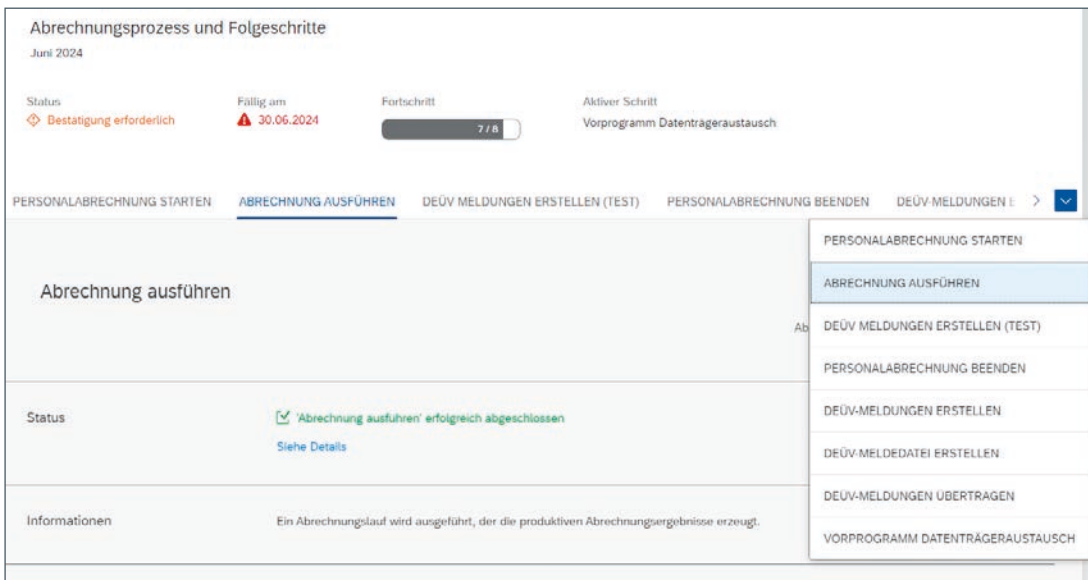 Abrechnungsprozess und Folgeschritte
Juni 2024
Status
Bestätigung erforderlich
Fällig am
30.06.2024
Fortschritt
7 / 8
Aktiver Schritt
Vorprogramm Datenträgeraustausch
PERSONALABRECHNUNG STARTEN ABRECHNUNG AUSFÜHREN DEÜV MELDUNGEN ERSTELLEN (TEST) PERSONALABRECHNUNG BEENDEN DEÜV-MELDUNGEN E
Abrechnung ausführen
Ab
Status
'Abrechnung ausführen' erfolgreich abgeschlossen
Siehe Details
Informationen
Ein Abrechnungslauf wird ausgeführt, der die produktiven Abrechnungsergebnisse erzeugt.
PERSONALABRECHNUNG STARTEN
ABRECHNUNG AUSFÜHREN
DEÜV MELDUNGEN ERSTELLEN (TEST)
PERSONALABRECHNUNG BEENDEN
DEÜV-MELDUNGEN ERSTELLEN
DEÜV-MELDEDATEI ERSTELLEN
DEÜV-MELDUNGEN ÜBERTRAGEN
VORPROGRAMM DATENTRÄGERAUSTAUSCH